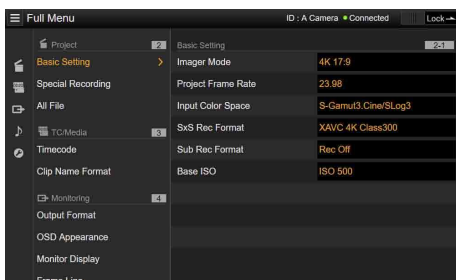 Full Menu
ID : A Camera Connected
Lock
Project 2
Basic Setting 2-1
Basic Setting >
Imager Mode 4K 17:9
Special Recording
Project Frame Rate 23.98
All File
Input Color Space S-Gamut3.Cine/SLog3
TC/Media 3
SxS Rec Format XAVC 4K Class300
Timecode
Sub Rec Format Rec Off
Clip Name Format
Base ISO ISO 500
Monitoring 4
Output Format
OSD Appearance
Monitor Display
Frame Line